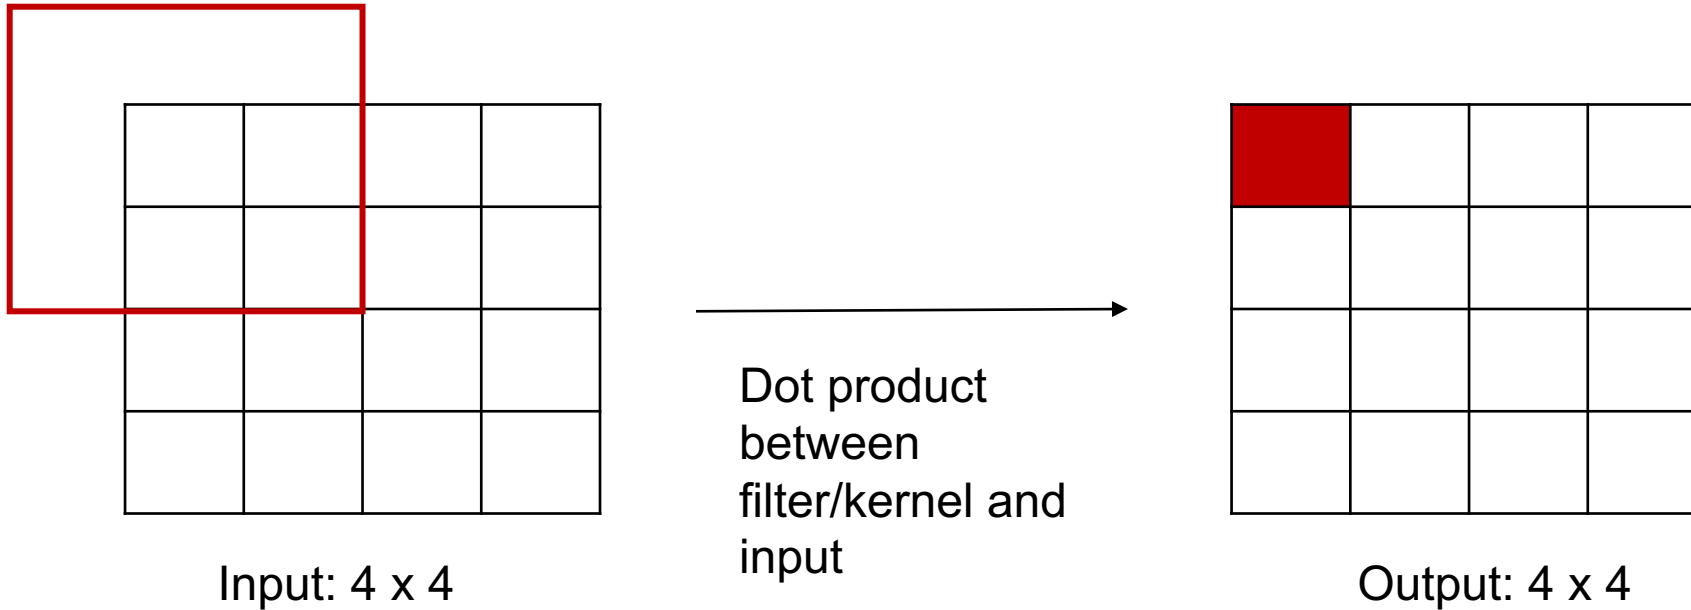 Dot product
between
filter/kernel and
input
Input: 4 x 4
Output: 4 x 4